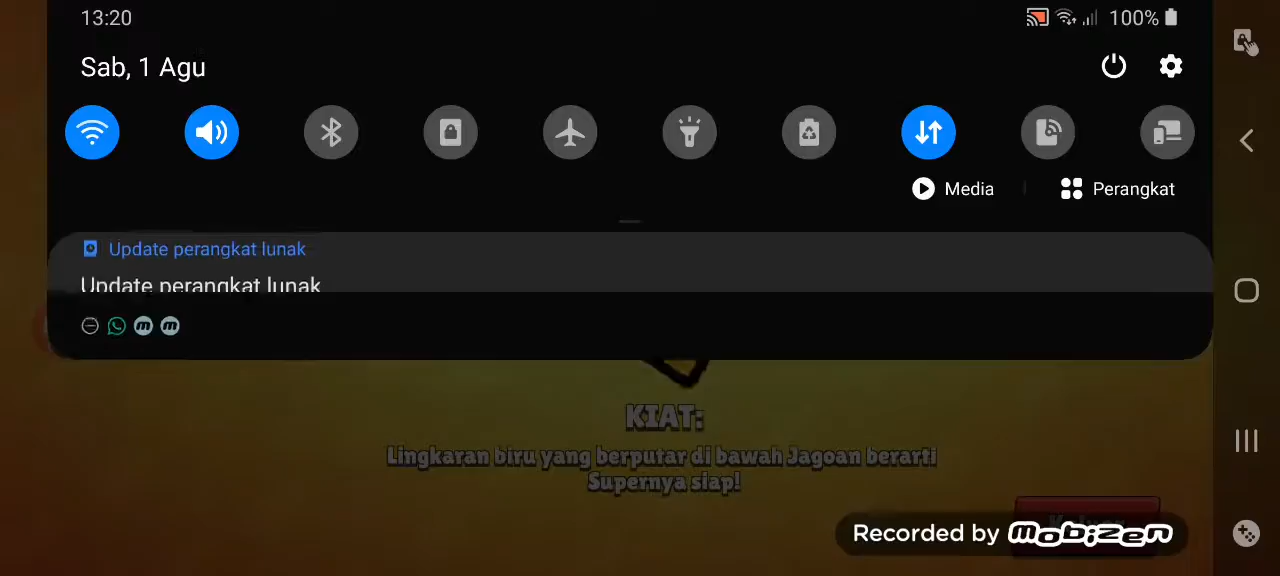 13:20
100%
Sab, 1 Agu
Media
Perangkat
Update perangkat lunak
Update perangkat lunak
KIAT:
Lingkaran biru yang berputar di bawah Jagoan berarti
Supernya siap!
Recorded by mobizen